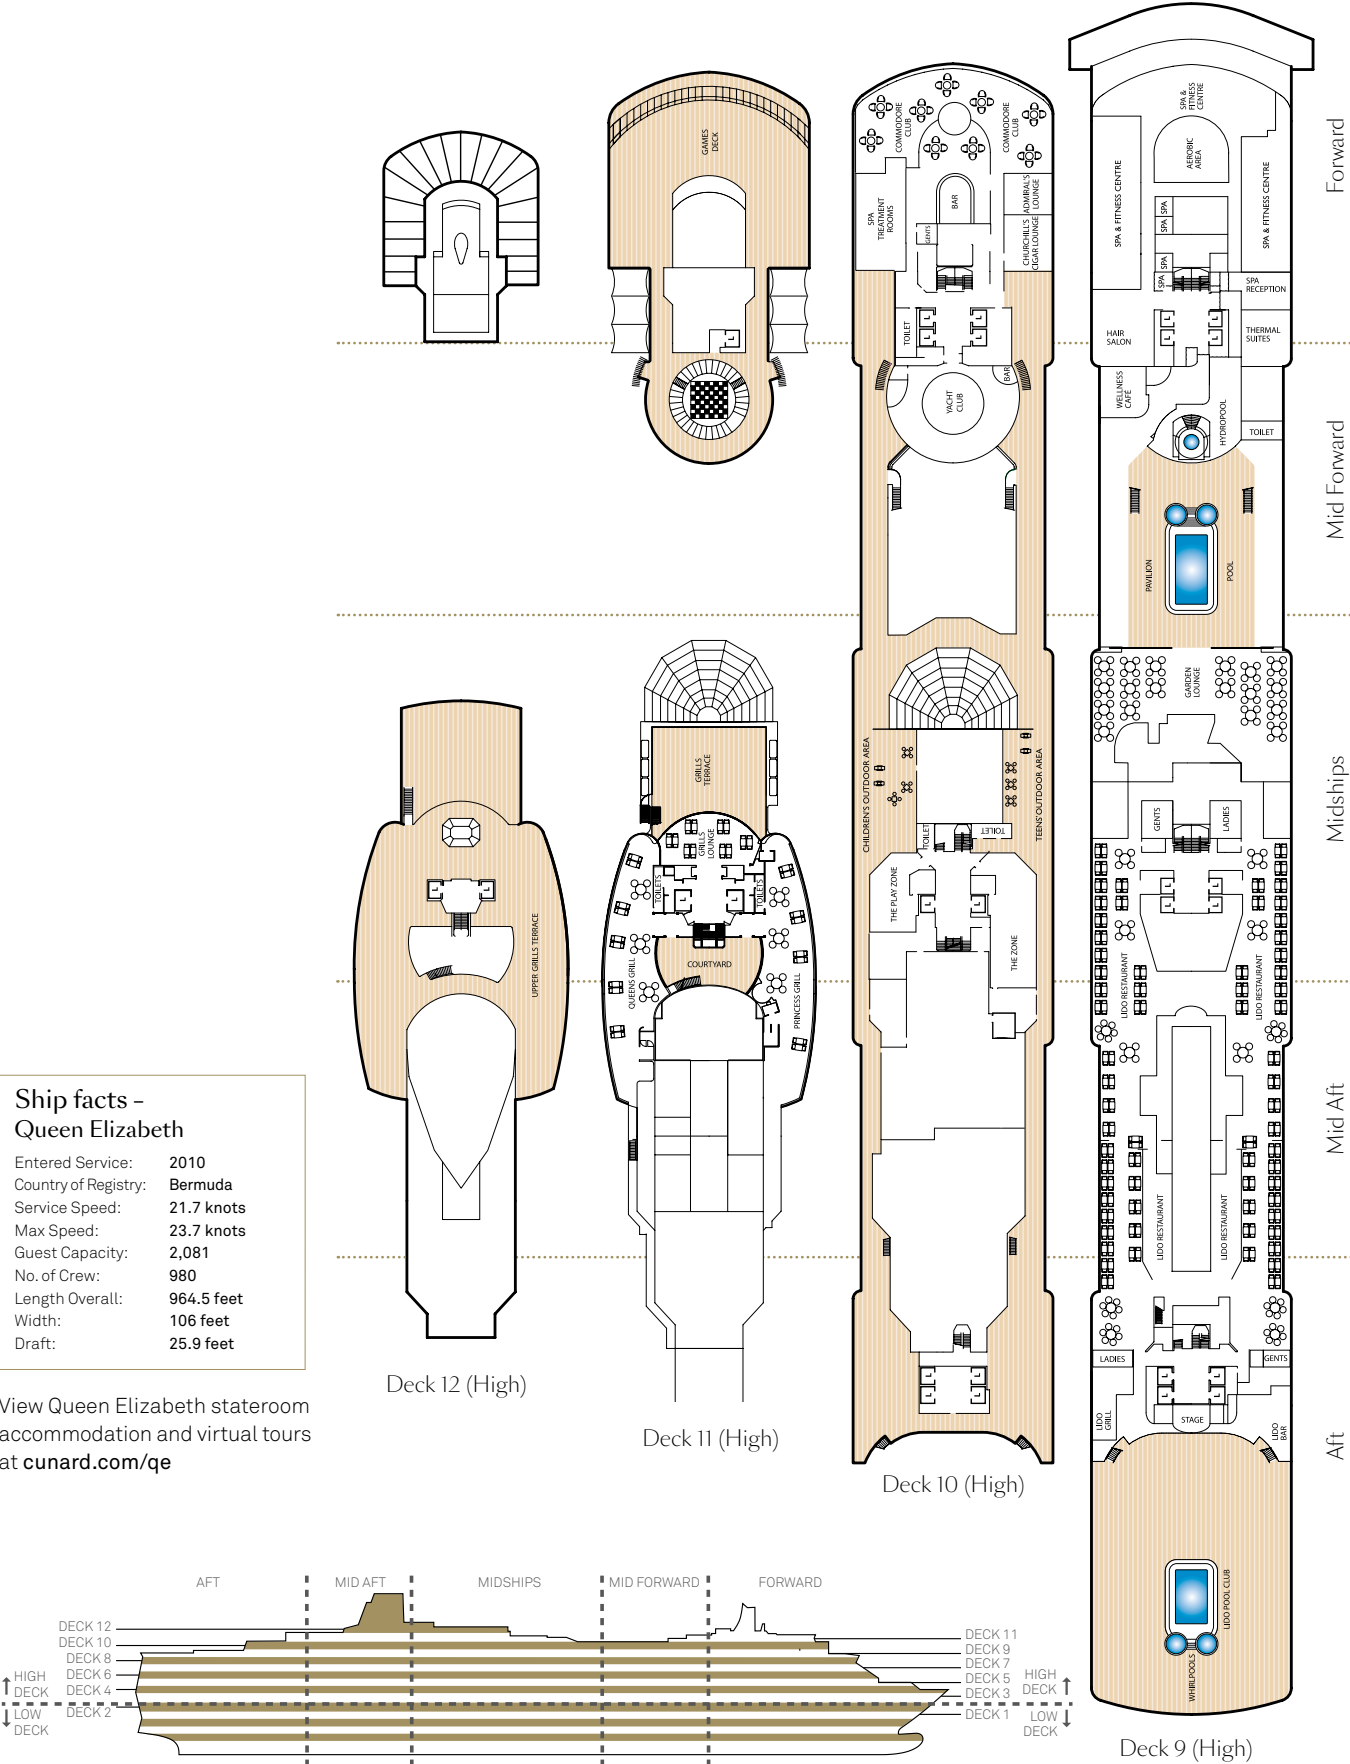 Forward
Mid Forward
Midships
Mid Aft
Aft
GAMES
DECK
COMMODORE
CLUB
COMMODORE
CLUB
BAR
ADMIRAL'S
LOUNGE
CHURCHILL'S
CIGAR LOUNGE
SPA
TREATMENT
ROOMS
GENTS
TOILET
L
L
L
L
BAR
YACHT
CLUB
SPA &
FITNESS
CENTRE
AEROBIC
AREA
SPA & FITNESS CENTRE
SPA & FITNESS CENTRE
SPA
SPA
SPA
SPA
SPA
RECEPTION
HAIR
SALON
THERMAL
SUITES
L
L
L
L
L
WELLNESS
CAFÉ
HYDROPOOL
TOILET
PAVILION
POOL
GARDEN
LOUNGE
GENTS
LADIES
L
L
L
L
LIDO RESTAURANT
LIDO RESTAURANT
LIDO RESTAURANT
LIDO RESTAURANT
LADIES
GENTS
L
L
L
L
LIDO
GRILL
STAGE
LIDO
BAR
LIDO POOL CLUB
WHIRLPOOLS
Deck 9 (High)
CHILDREN'S OUTDOOR AREA
TEENS' OUTDOOR AREA
TOILET
TOILET
THE PLAY ZONE
THE ZONE
L
L
L
L
L
L
Deck 10 (High)
GRILLS
TERRACE
GRILLS
LOUNGE
TOILETS
TOILETS
L
L
COURTYARD
QUEENS GRILL
PRINCESS GRILL
Deck 11 (High)
L
L
UPPER GRILLS TERRACE
Deck 12 (High)
Ship facts –
Queen Elizabeth
Entered Service: 2010
Country of Registry: Bermuda
Service Speed: 21.7 knots
Max Speed: 23.7 knots
Guest Capacity: 2,081
No. of Crew: 980
Length Overall: 964.5 feet
Width: 106 feet
Draft: 25.9 feet
View Queen Elizabeth stateroom
accommodation and virtual tours
at cunard.com/qe
AFT
MID AFT
MIDSHIPS
MID FORWARD
FORWARD
DECK 12
DECK 10
DECK 8
DECK 6
DECK 4
DECK 2
HIGH
DECK
LOW
DECK
DECK 11
DECK 9
DECK 7
DECK 5
DECK 3
DECK 1
HIGH
DECK
LOW
DECK